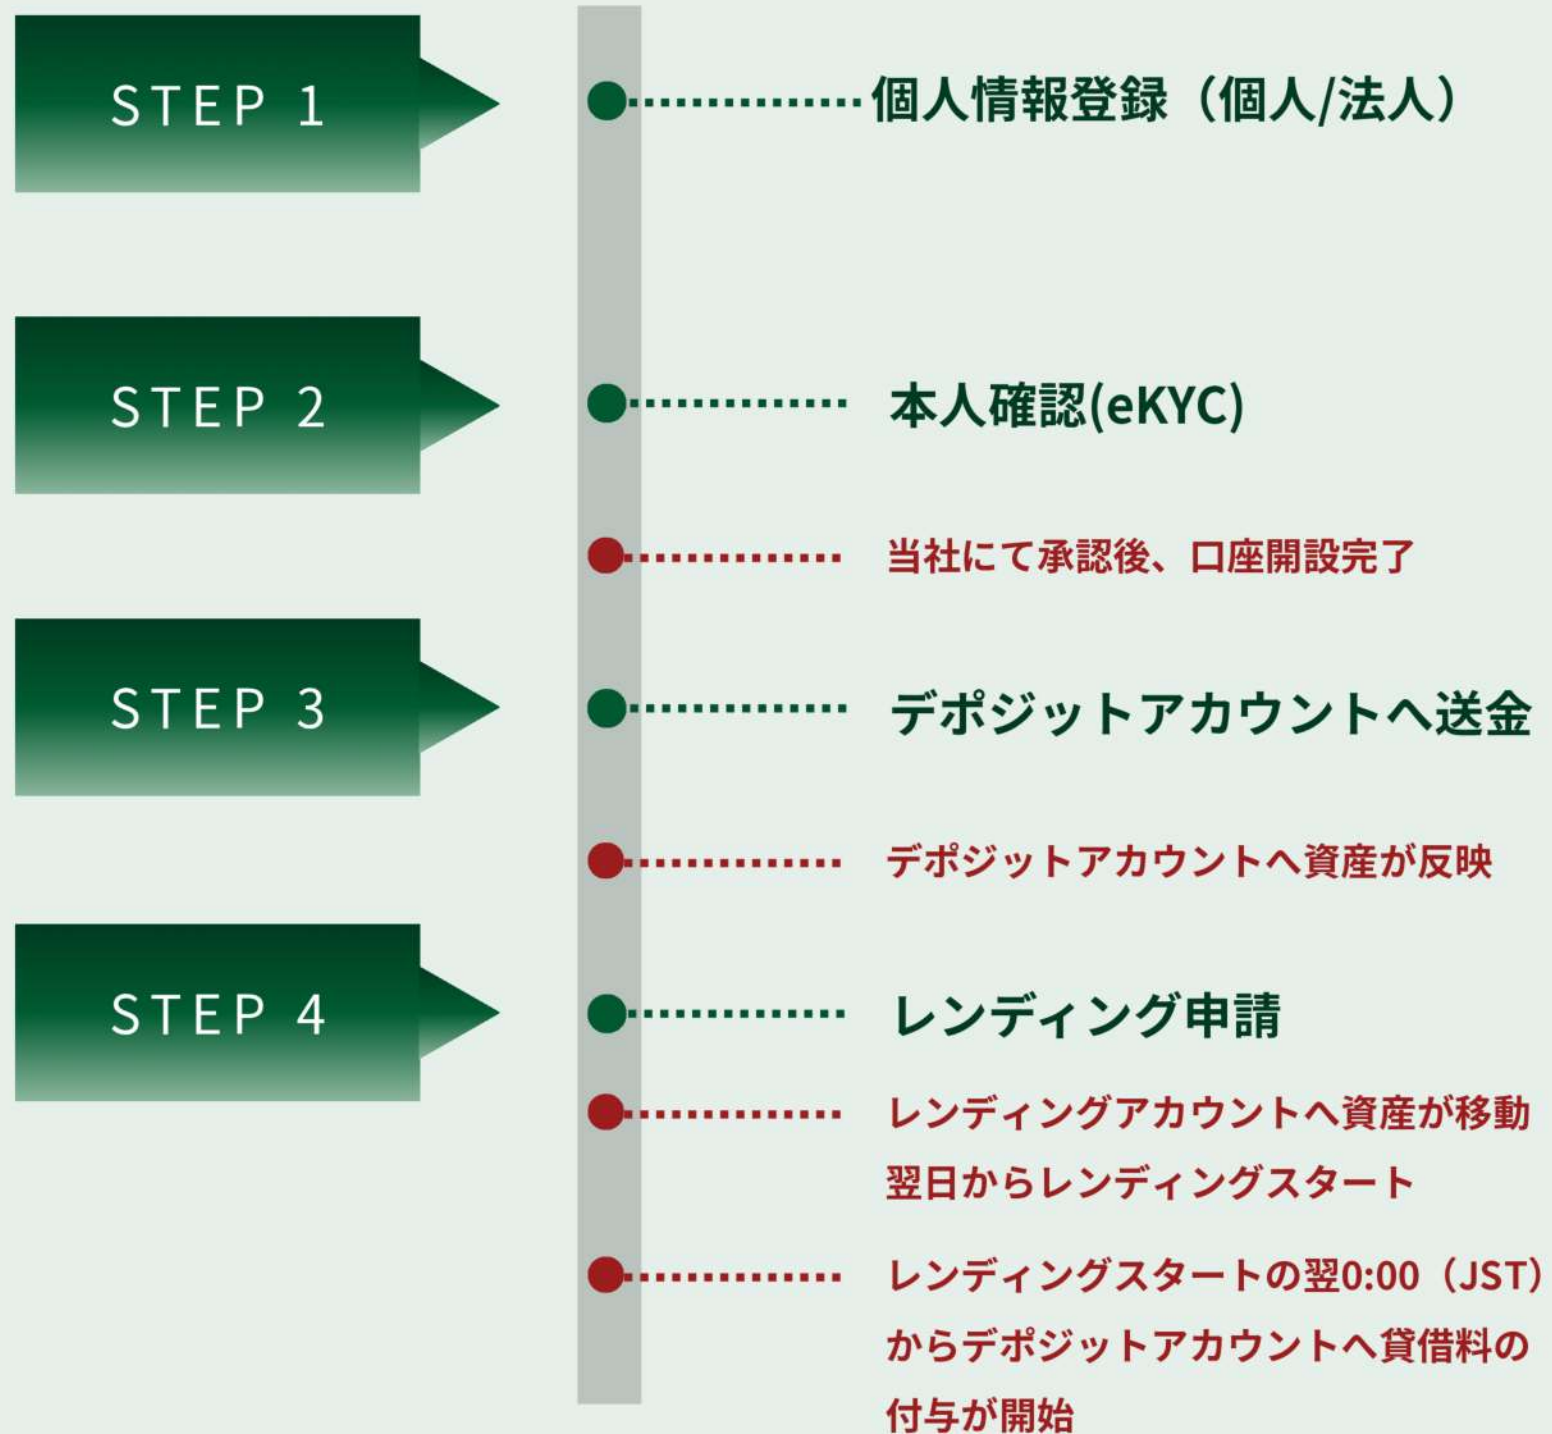 STEP 1
個人情報登録（個人/法人）
STEP 2
本人確認(eKYC)
当社にて承認後、口座開設完了
STEP 3
デポジットアカウントへ送金
デポジットアカウントへ資産が反映
STEP 4
レンディング申請
レンディングアカウントへ資産が移動
翌日からレンディングスタート
レンディングスタートの翌0:00（JST）
からデポジットアカウントへ貸借料の
付与が開始